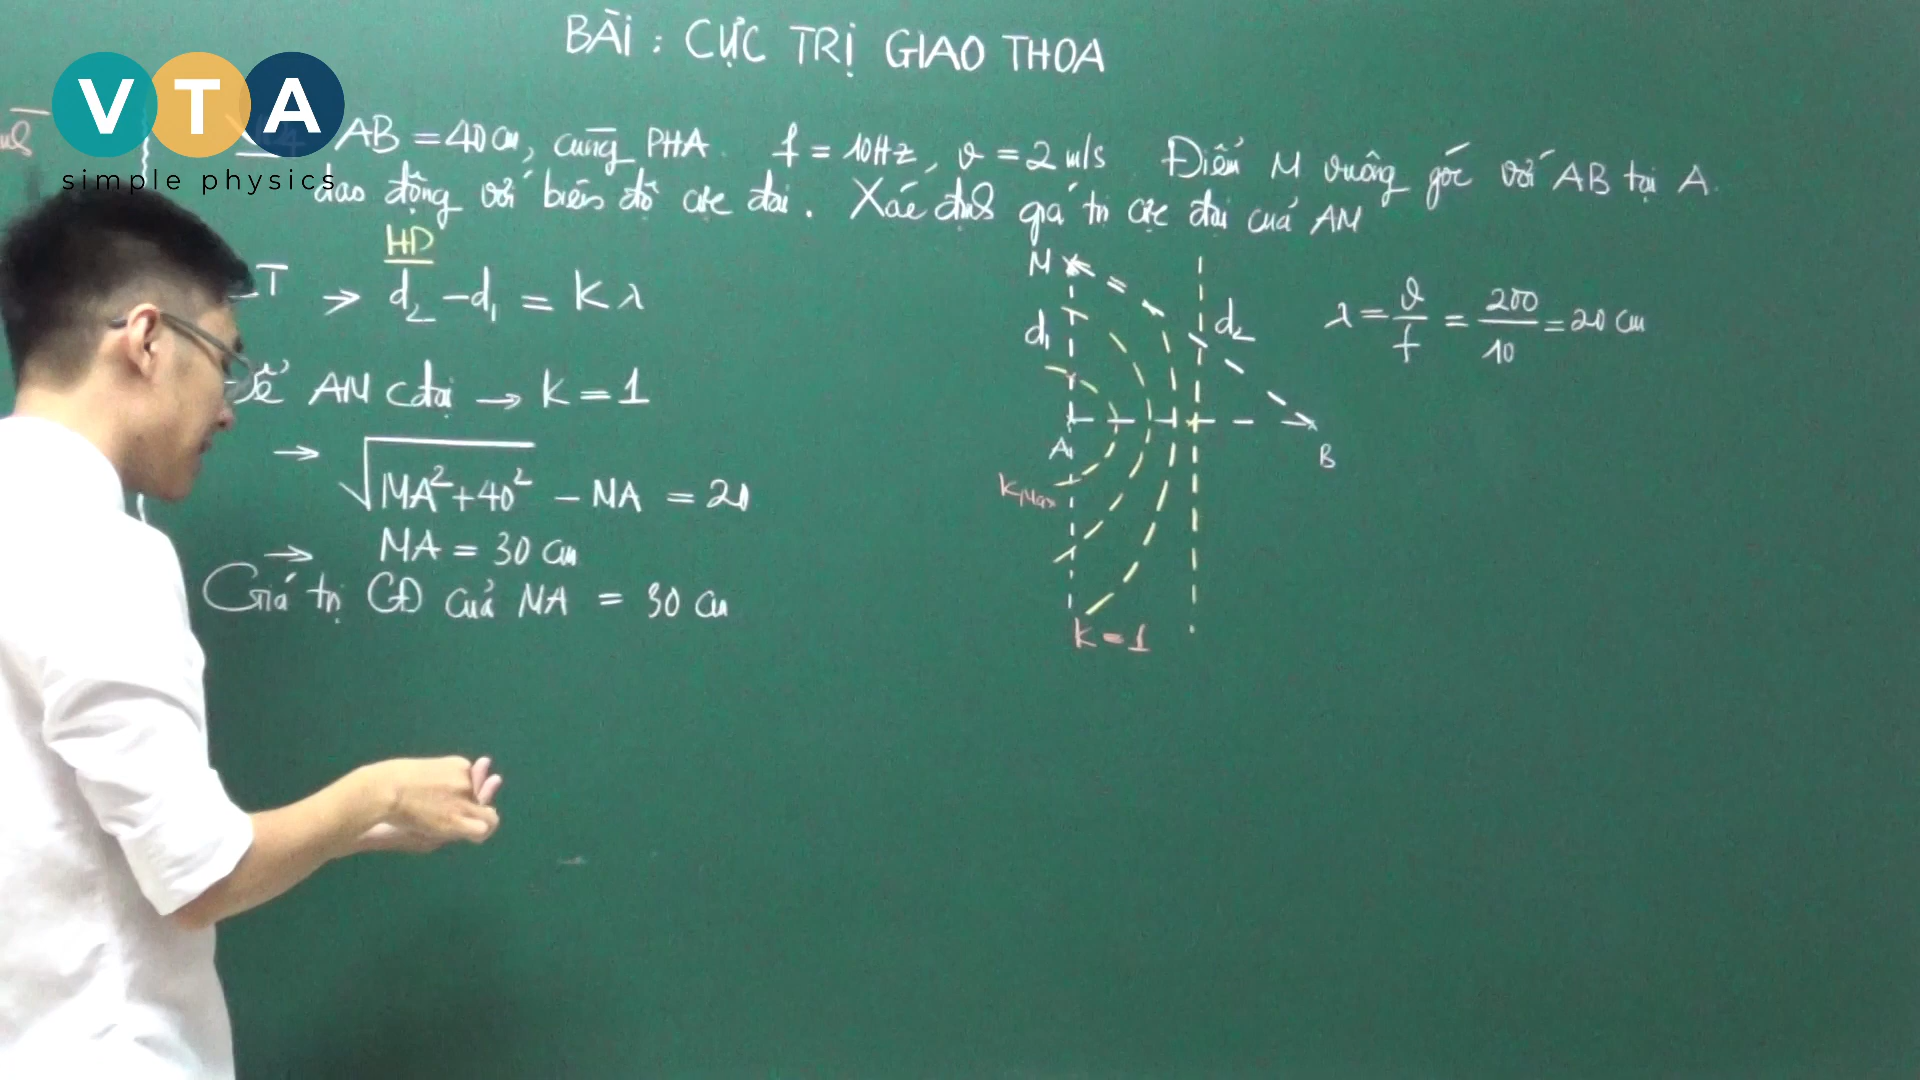 BÀI : CỰC TRỊ GIAO THOA
VTA
simple physics
AB = 40 cm, cùng PHA. f = 10Hz, v = 2 m/s Điểm M vuông góc với AB tại A.
dao động với biên độ cực đại. Xác định giá trị cực đại của AM
HD
→ d₂ - d₁ = Kλ
Để AM cđại → K = 1
→ √(MA² + 40²) - MA = 20
→ MA = 30 cm
Giá trị CĐ của MA = 30 cm
M
d₁
d₂
A
B
KMax
K = 1
λ = v/f = 200/10 = 20 cm